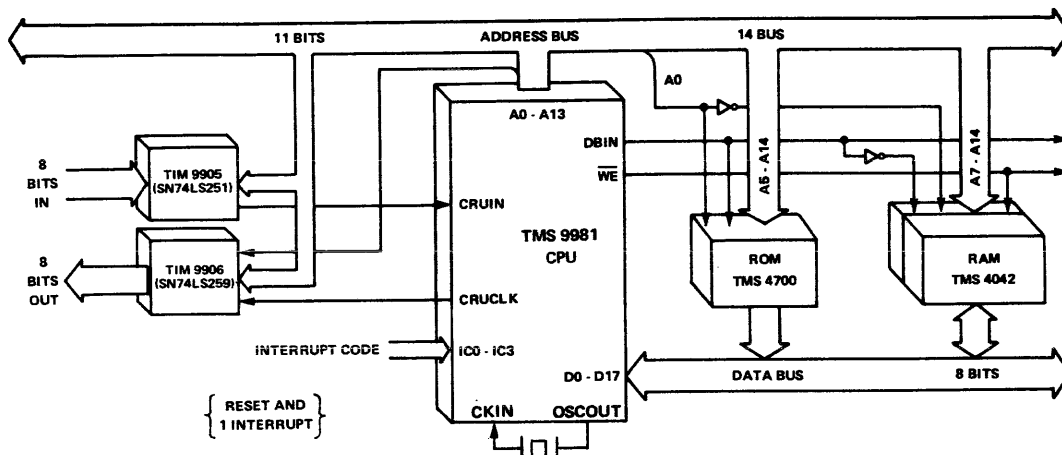 11 BITS
ADDRESS BUS
14 BUS
A0
A0 - A13
DBIN
WE
A5 - A14
A7 - A14
8
BITS
IN
TIM 9905
(SN74LS251)
CRUIN
TMS 9981
CPU
ROM
TMS 4700
RAM
TMS 4042
8
BITS
OUT
TIM 9906
(SN74LS259)
CRUCLK
INTERRUPT CODE
iC0 - iC3
D0 - D17
DATA BUS
8 BITS
RESET AND
1 INTERRUPT
CKIN
OSCOUT